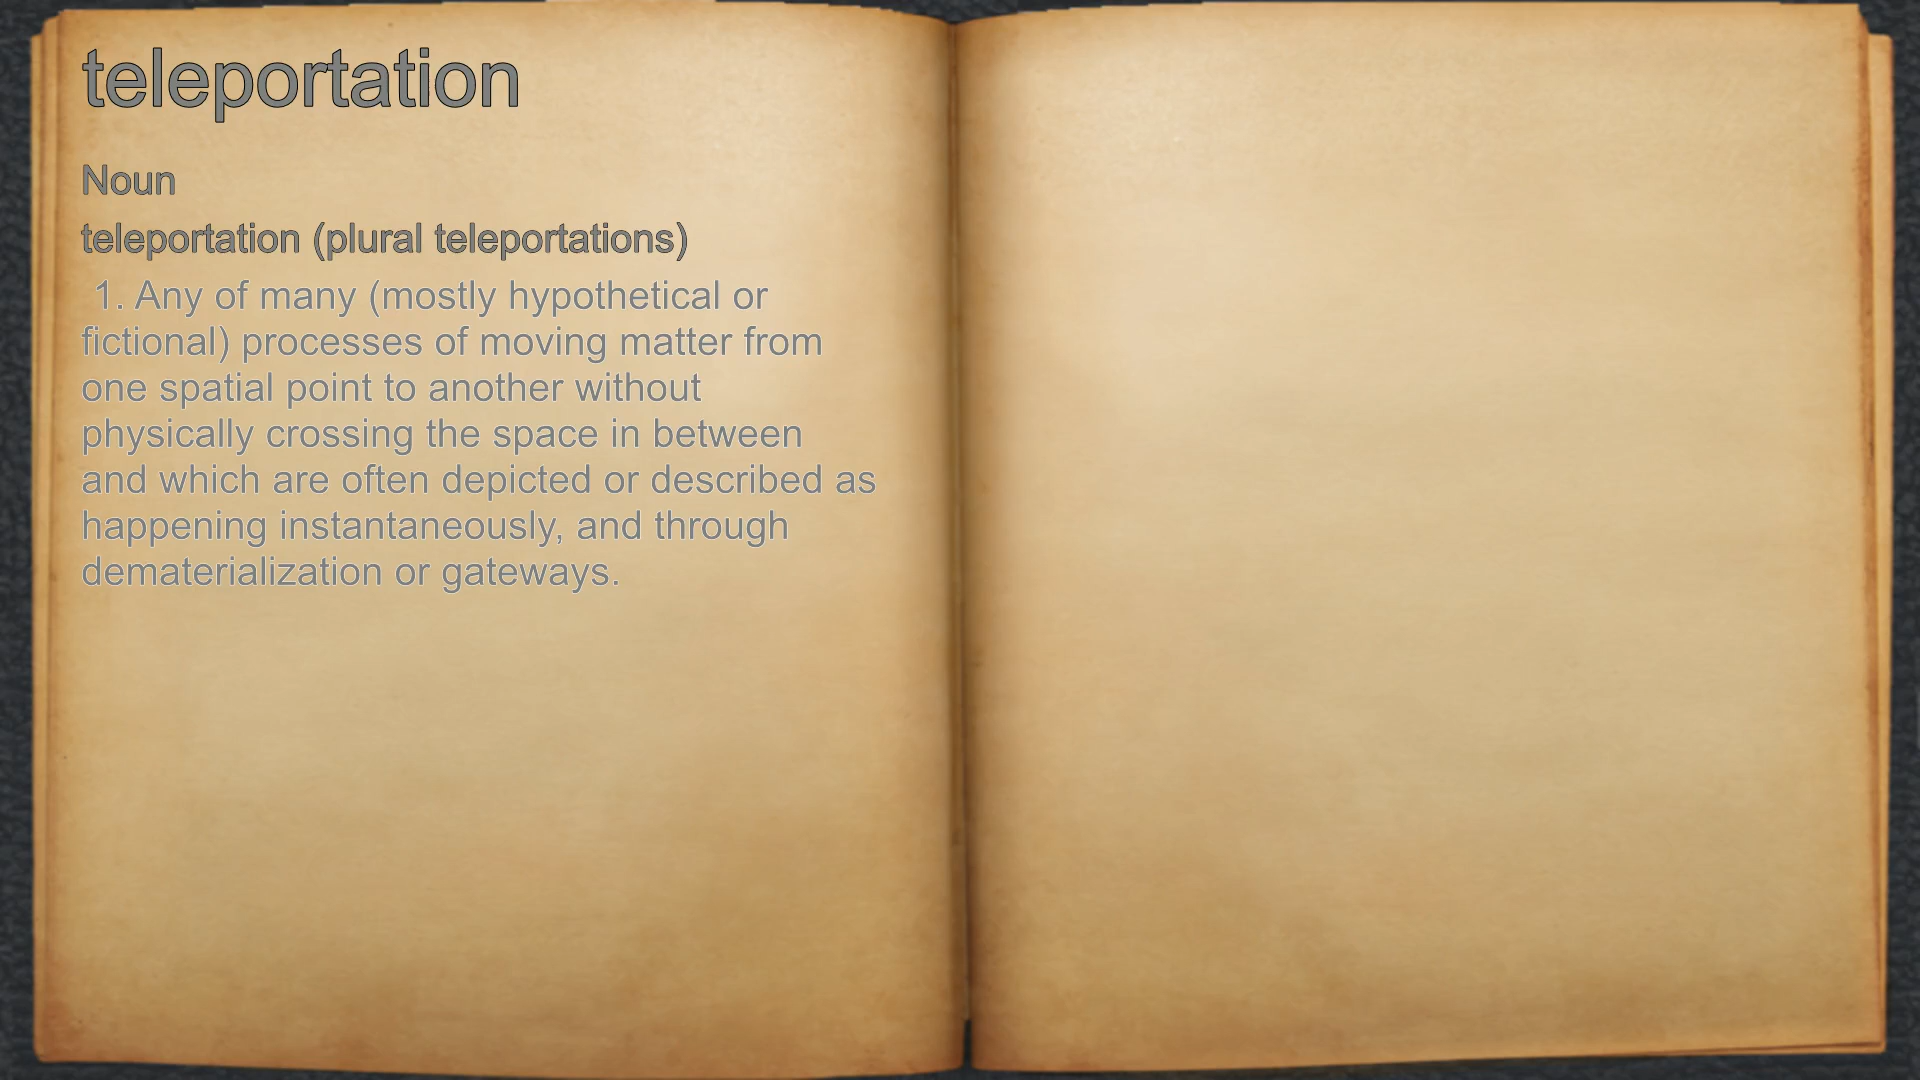 teleportation
Noun
teleportation (plural teleportations)
1. Any of many (mostly hypothetical or
fictional) processes of moving matter from
one spatial point to another without
physically crossing the space in between
and which are often depicted or described as
happening instantaneously, and through
dematerialization or gateways.